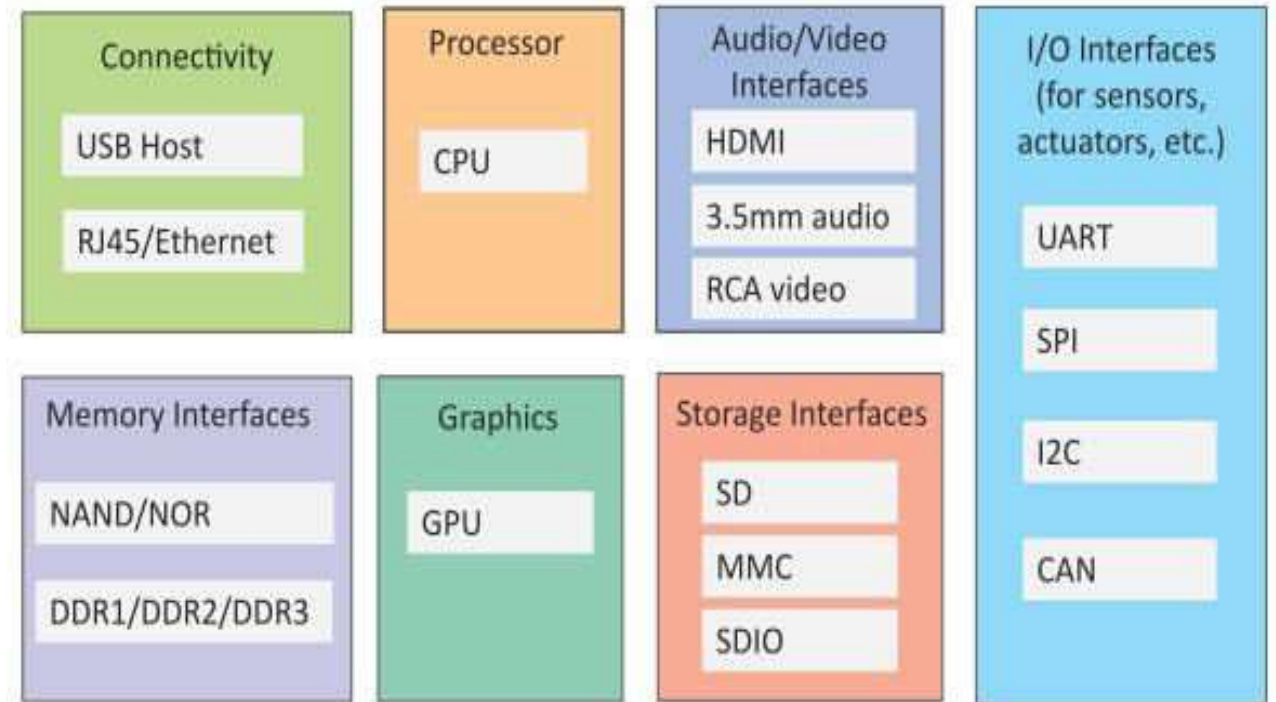 Connectivity
USB Host
RJ45/Ethernet
Processor
CPU
Audio/Video
Interfaces
HDMI
3.5mm audio
RCA video
I/O Interfaces
(for sensors,
actuators, etc.)
UART
SPI
I2C
CAN
Memory Interfaces
NAND/NOR
DDR1/DDR2/DDR3
Graphics
GPU
Storage Interfaces
SD
MMC
SDIO